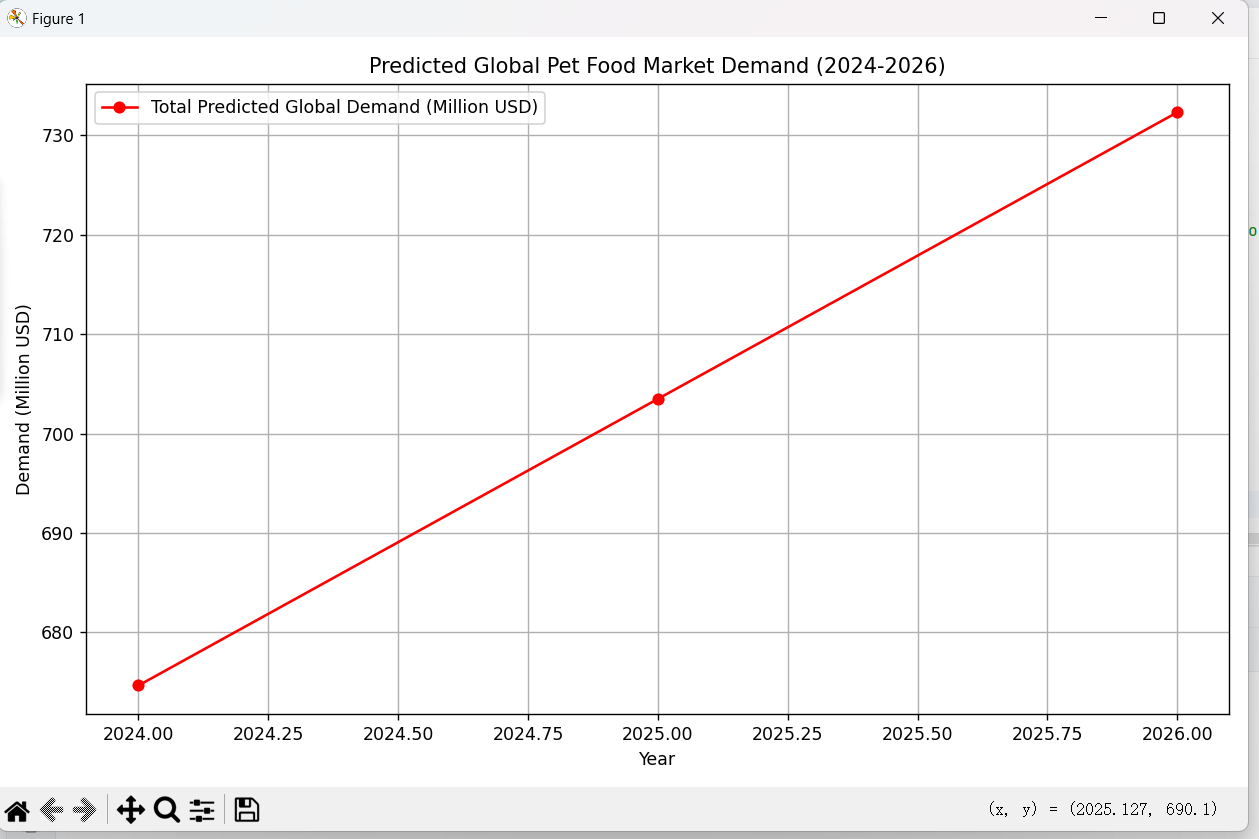 Figure 1
Predicted Global Pet Food Market Demand (2024-2026)
Total Predicted Global Demand (Million USD)
Demand (Million USD)
730
720
710
700
690
680
2024.00 2024.25 2024.50 2024.75 2025.00 2025.25 2025.50 2025.75 2026.00
Year
(x, y) = (2025.127, 690.1)